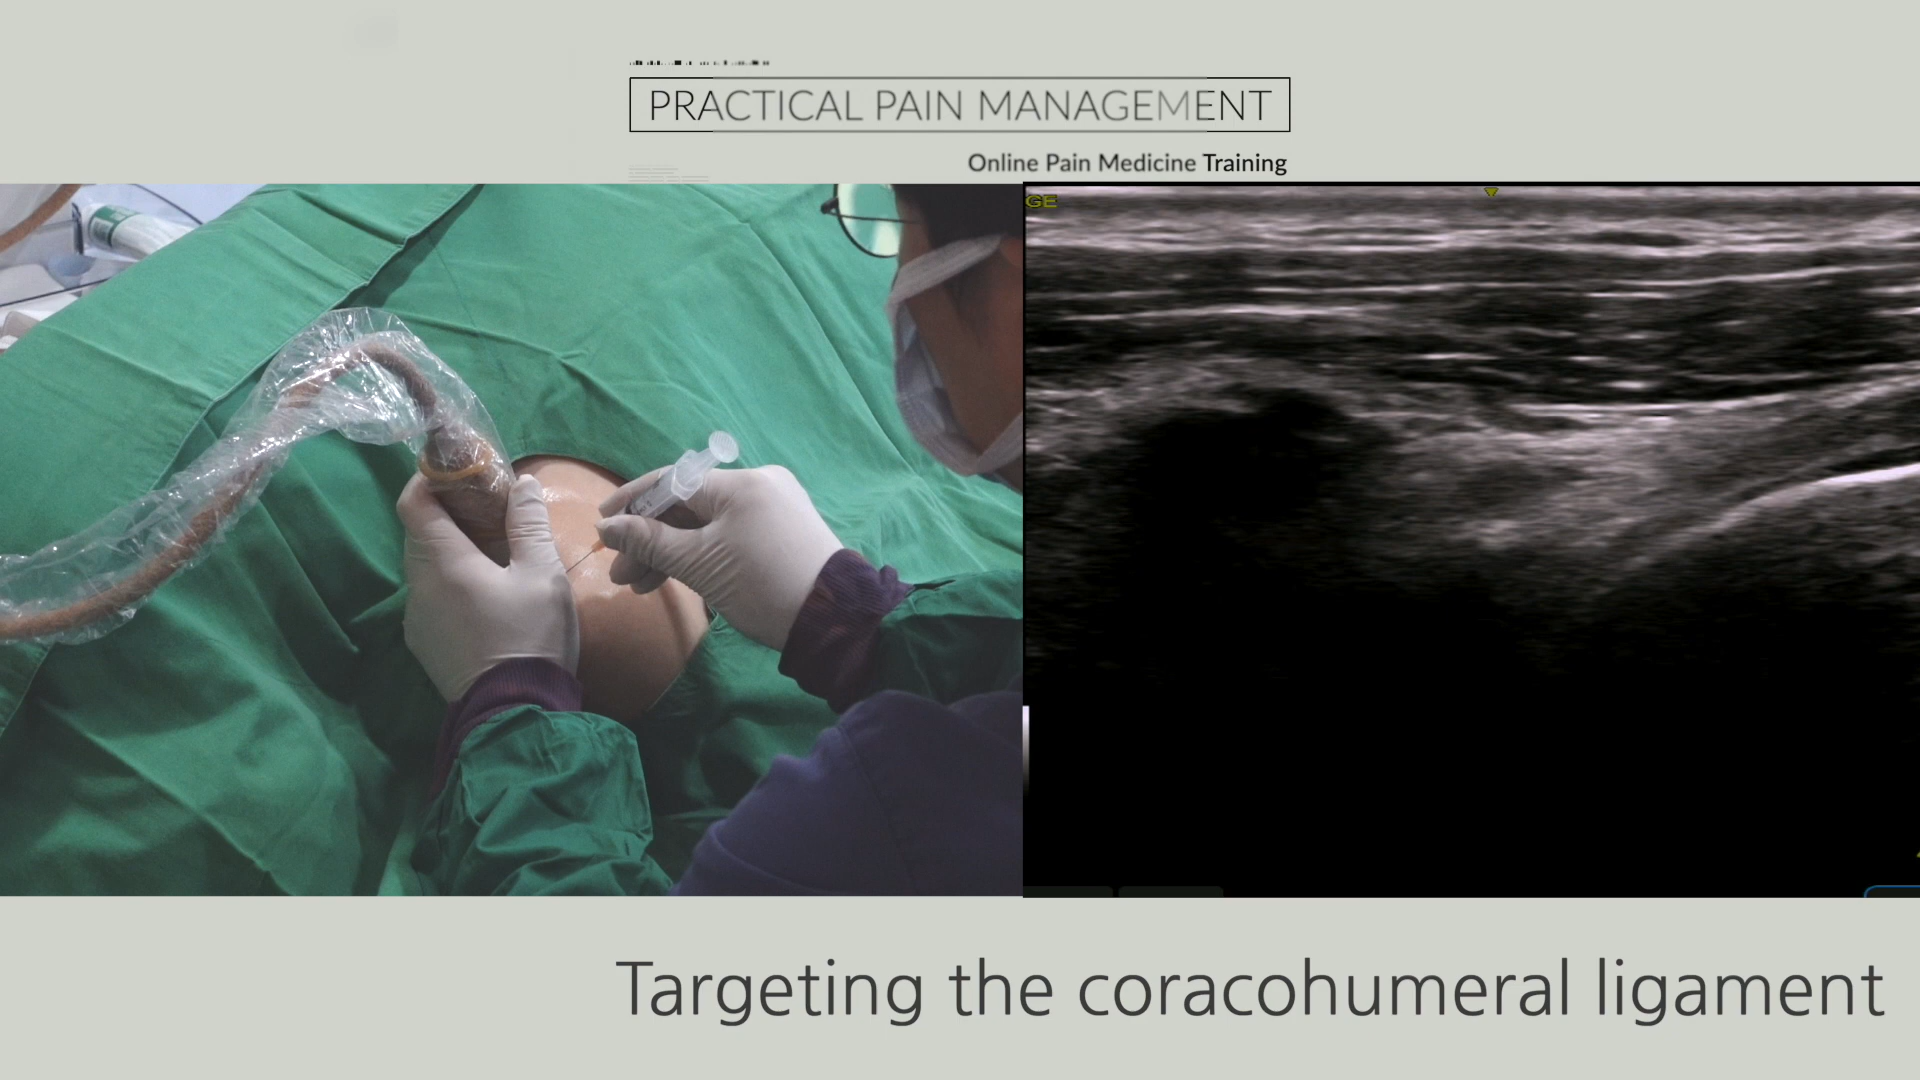 PRACTICAL PAIN MANAGEMENT
Online Pain Medicine Training
GE
Targeting the coracohumeral ligament